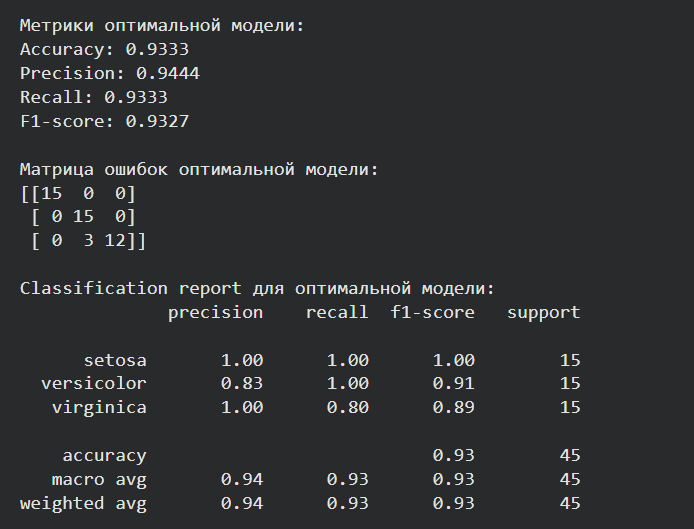 Метрики оптимальной модели:
Accuracy: 0.9333
Precision: 0.9444
Recall: 0.9333
F1-score: 0.9327
Матрица ошибок оптимальной модели:
[[15  0  0]
 [ 0 15  0]
 [ 0  3 12]]
Classification report для оптимальной модели:
              precision    recall  f1-score   support
      setosa       1.00      1.00      1.00        15
  versicolor       0.83      1.00      0.91        15
   virginica       1.00      0.80      0.89        15
    accuracy                           0.93        45
   macro avg       0.94      0.93      0.93        45
weighted avg       0.94      0.93      0.93        45